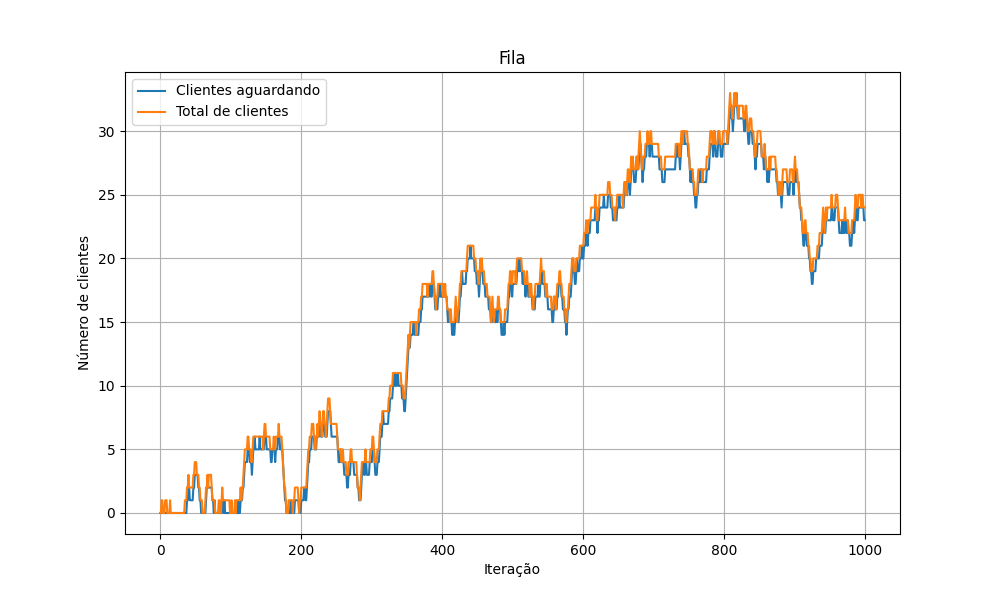 Fila
Clientes aguardando
Total de clientes
Número de clientes
30
25
20
15
10
5
0
0 200 400 600 800 1000
Iteração